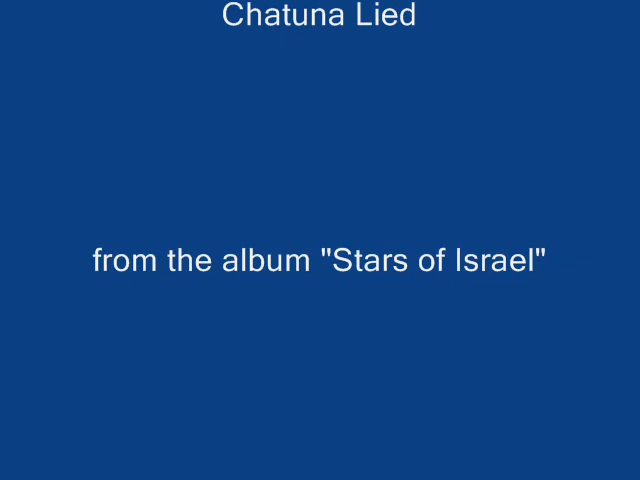 Chatuna Lied
from the album "Stars of Israel"